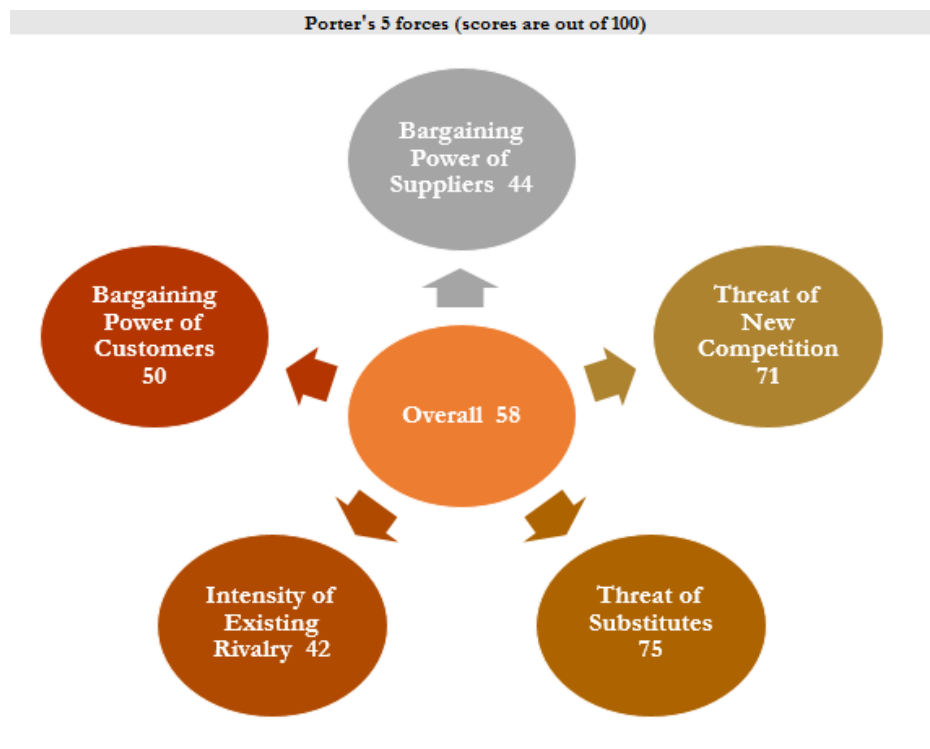 Porter's 5 forces (scores are out of 100)
Bargaining
Power of
Suppliers 44
Bargaining
Power of
Customers
50
Threat of
New
Competition
71
Overall 58
Intensity of
Existing
Rivalry 42
Threat of
Substitutes
75